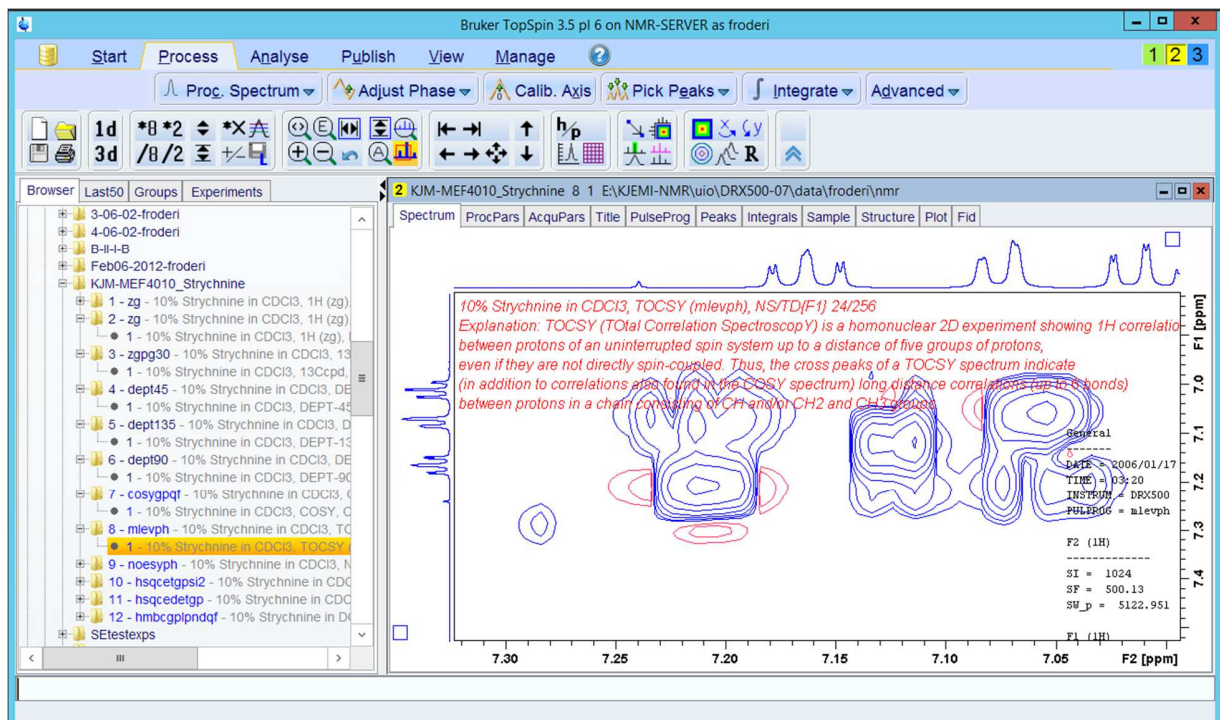 Bruker TopSpin 3.5 pl 6 on NMR-SERVER as froderi
Start Process Analyse Publish View Manage ?
1 2 3
Proc. Spectrum Adjust Phase Calib. Axis Pick Peaks Integrate Advanced
1d *8 *2 *X E h/p x y
3d /8 /2 +/- L A R
Browser Last50 Groups Experiments
3-06-02-froderi
4-06-02-froderi
B-II-I-B
Feb06-2012-froderi
KJM-MEF4010_Strychnine
1 - zg - 10% Strychnine in CDCl3, 1H (zg),
2 - zg - 10% Strychnine in CDCl3, 1H (zg),
1 - 10% Strychnine in CDCl3, 1H (zg),
3 - zgpg30 - 10% Strychnine in CDCl3, 13
1 - 10% Strychnine in CDCl3, 13Ccpd,
4 - dept45 - 10% Strychnine in CDCl3, DE
1 - 10% Strychnine in CDCl3, DEPT-45
5 - dept135 - 10% Strychnine in CDCl3, D
1 - 10% Strychnine in CDCl3, DEPT-13
6 - dept90 - 10% Strychnine in CDCl3, DE
1 - 10% Strychnine in CDCl3, DEPT-90
7 - cosygpqf - 10% Strychnine in CDCl3,
1 - 10% Strychnine in CDCl3, COSY, C
8 - mlevph - 10% Strychnine in CDCl3, TO
1 - 10% Strychnine in CDCl3, TOCSY
9 - noesyph - 10% Strychnine in CDCl3, N
10 - hsqcetgpsi2 - 10% Strychnine in CDC
11 - hsqcedetgp - 10% Strychnine in CDC
12 - hmbcgplpndqf - 10% Strychnine in D
SEtestexps
2 KJM-MEF4010_Strychnine 8 1 E:\KJEMI-NMR\uio\DRX500-07\data\froderi\nmr
Spectrum ProcPars AcquPars Title PulseProg Peaks Integrals Sample Structure Plot Fid
10% Strychnine in CDCl3, TOCSY (mlevph), NS/TD{F1} 24/256
Explanation: TOCSY (TOtal Correlation SpectroscopY) is a homonuclear 2D experiment showing 1H correlatio
between protons of an uninterrupted spin system up to a distance of five groups of protons,
even if they are not directly spin-coupled. Thus, the cross peaks of a TOCSY spectrum indicate
(in addition to correlations also found in the COSY spectrum) long distance correlations (up to 6 bonds)
between protons in a chain consisting of CH and/or CH2 and CH3 groups
General
DATE = 2006/01/17
TIME = 03:20
INSTRUM = DRX500
PULPROG = mlevph
F2 (1H)
SI = 1024
SF = 500.13
SW_p = 5122.951
F1 (1H)
F1 [ppm]
7.0
7.1
7.2
7.3
7.4
7.30 7.25 7.20 7.15 7.10 7.05 F2 [ppm]